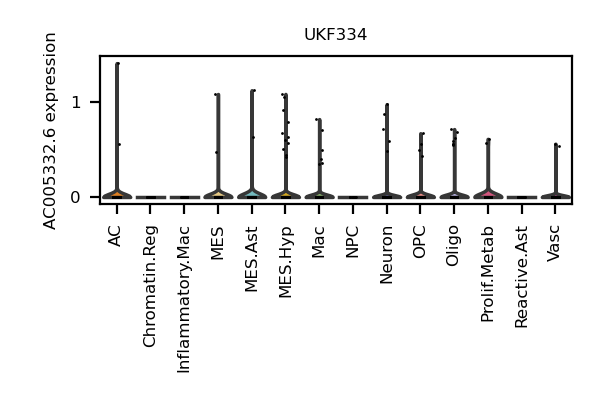 UKF334
AC005332.6 expression
1
0
AC
Chromatin.Reg
Inflammatory.Mac
MES
MES.Ast
MES.Hyp
Mac
NPC
Neuron
OPC
Oligo
Prolif.Metab
Reactive.Ast
Vasc